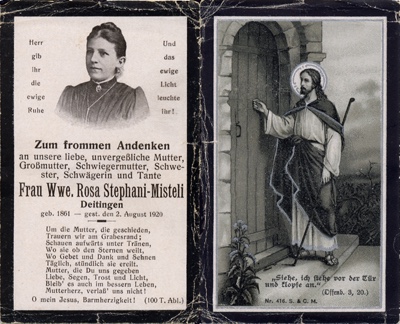 Herr
gib
Ihr
die
ewige
Ruhe
Und
das
ewige
Licht
leuchte
Ihr!
Zum frommen Andenken
an unsere liebe, unvergeßliche Mutter,
Großmutter, Schwiegermutter, Schwe-
ster, Schwägerin und Tante
Frau Wwe. Rosa Stephani-Misteli
Deitingen
geb. 1861 — gest. den 2. August 1920.
Um die Mutter, die geschieden,
Trauern wir am Grabesrand;
Schauen aufwärts unter Tränen,
Wo sie ob den Sternen weilt,
Wo Gebet und Dank und Sehnen
Täglich, stündlich sie ereilt.
Mutter, die Du uns gegeben
Liebe, Segen, Trost und Licht,
Bleib' es auch im bessern Leben,
Mutterherz, verlaß' uns nicht!
O mein Jesus, Barmherzigkeit! (100 T. Abl.)
„Siehe, ich steh' vor der Tür
und klopfe an."
(Offenb. 3, 20.)
Nr. 416. S. & C. M.